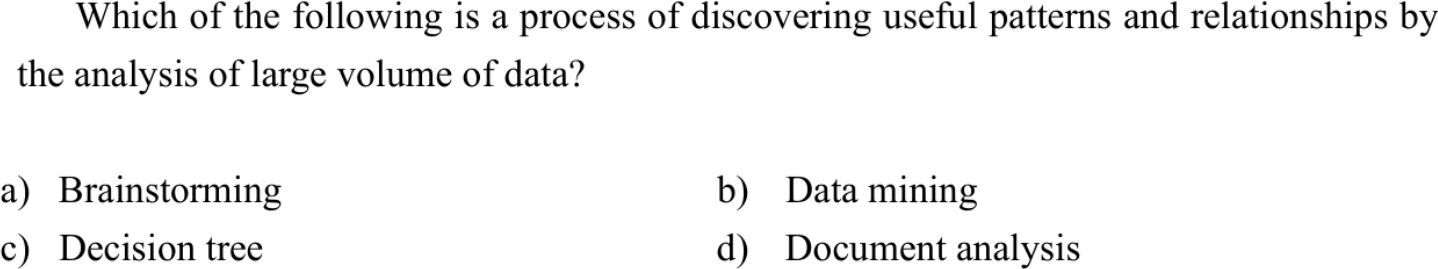 Which of the following is a process of discovering useful patterns and relationships by
the analysis of large volume of data?
a) Brainstorming b) Data mining
c) Decision tree d) Document analysis